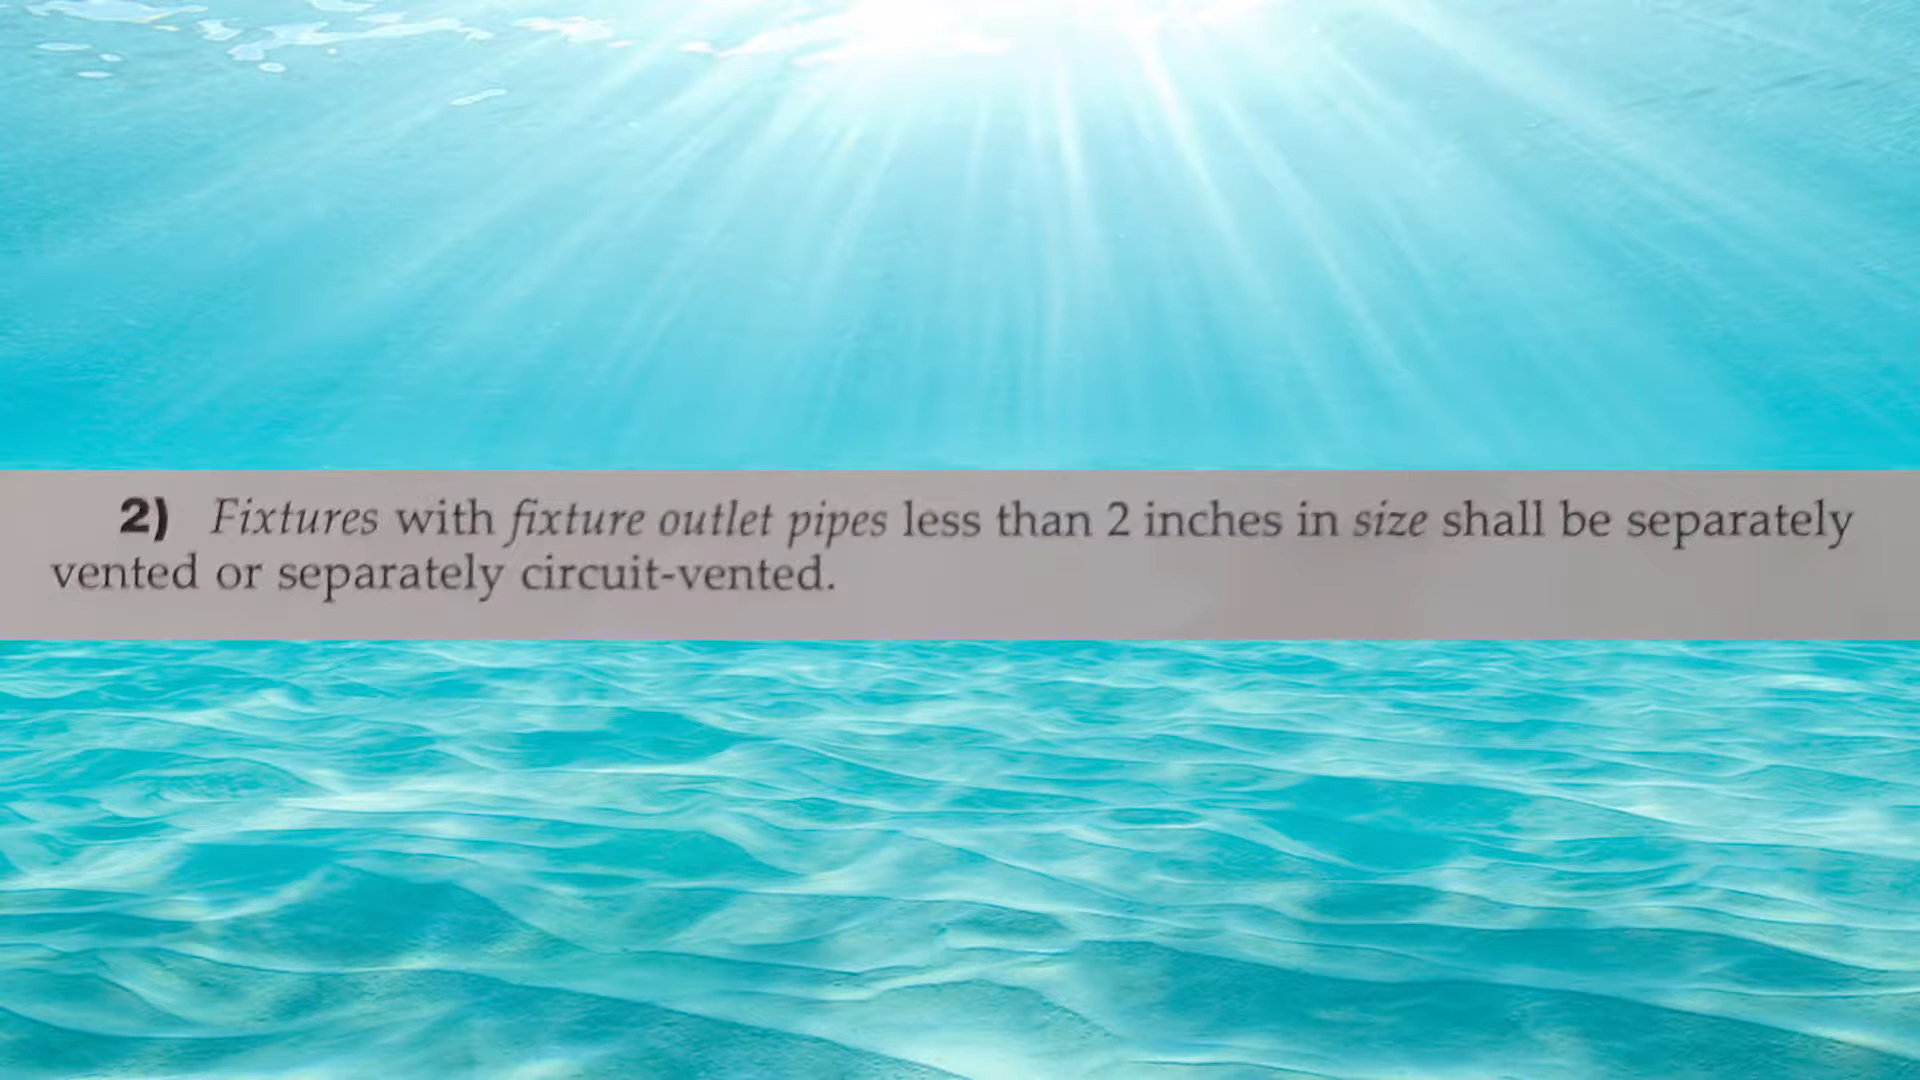 2) Fixtures with fixture outlet pipes less than 2 inches in size shall be separately
vented or separately circuit-vented.